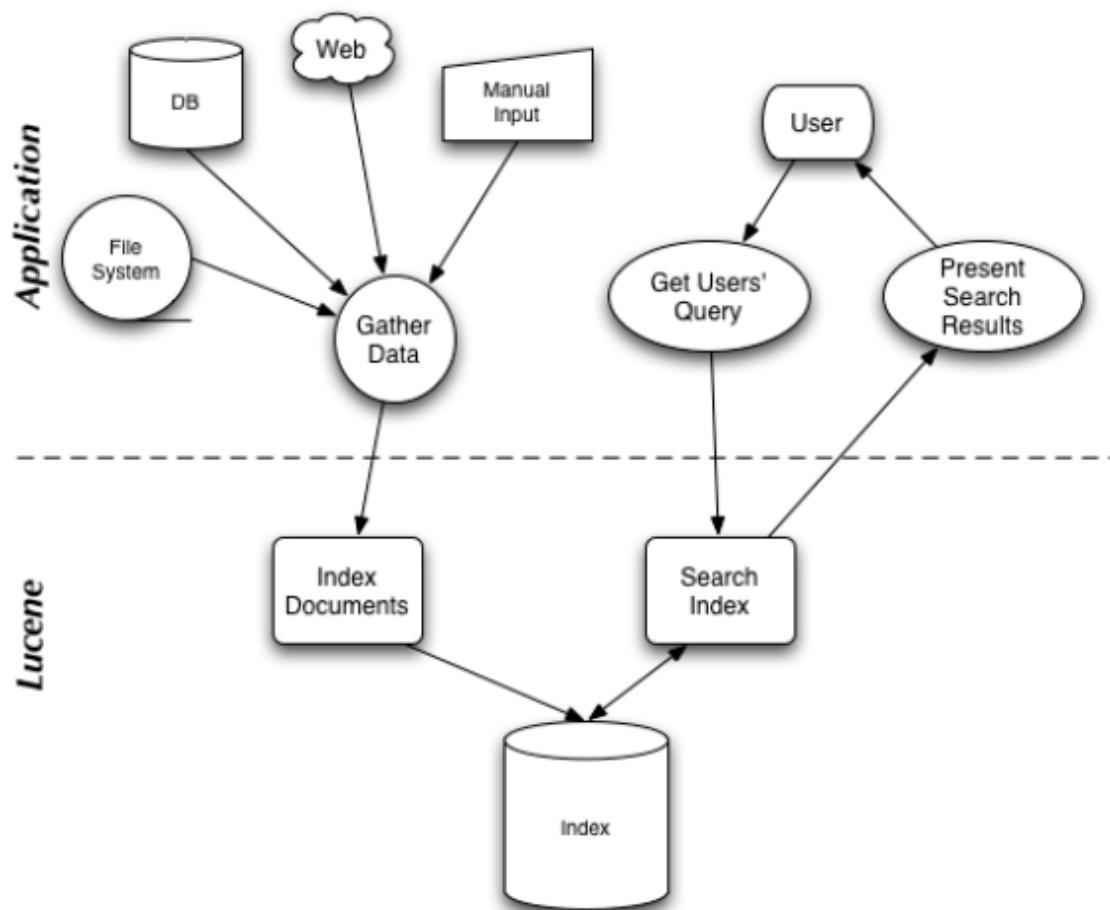 Application
Web
DB
Manual
Input
User
File
System
Gather
Data
Get Users'
Query
Present
Search
Results
Lucene
Index
Documents
Search
Index
Index